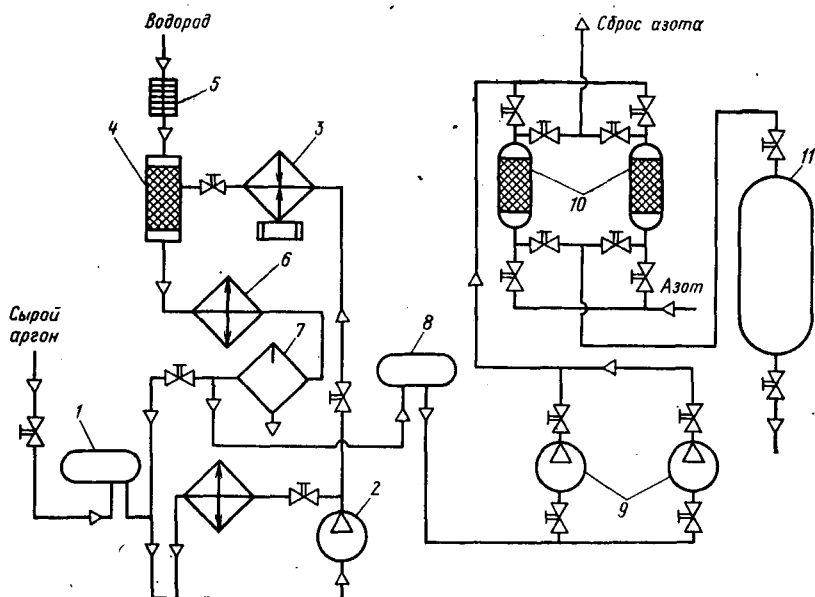 Водород
Сброс азота
5
4
3
11
10
6
Азот
Сырой
аргон
7
8
1
2
9